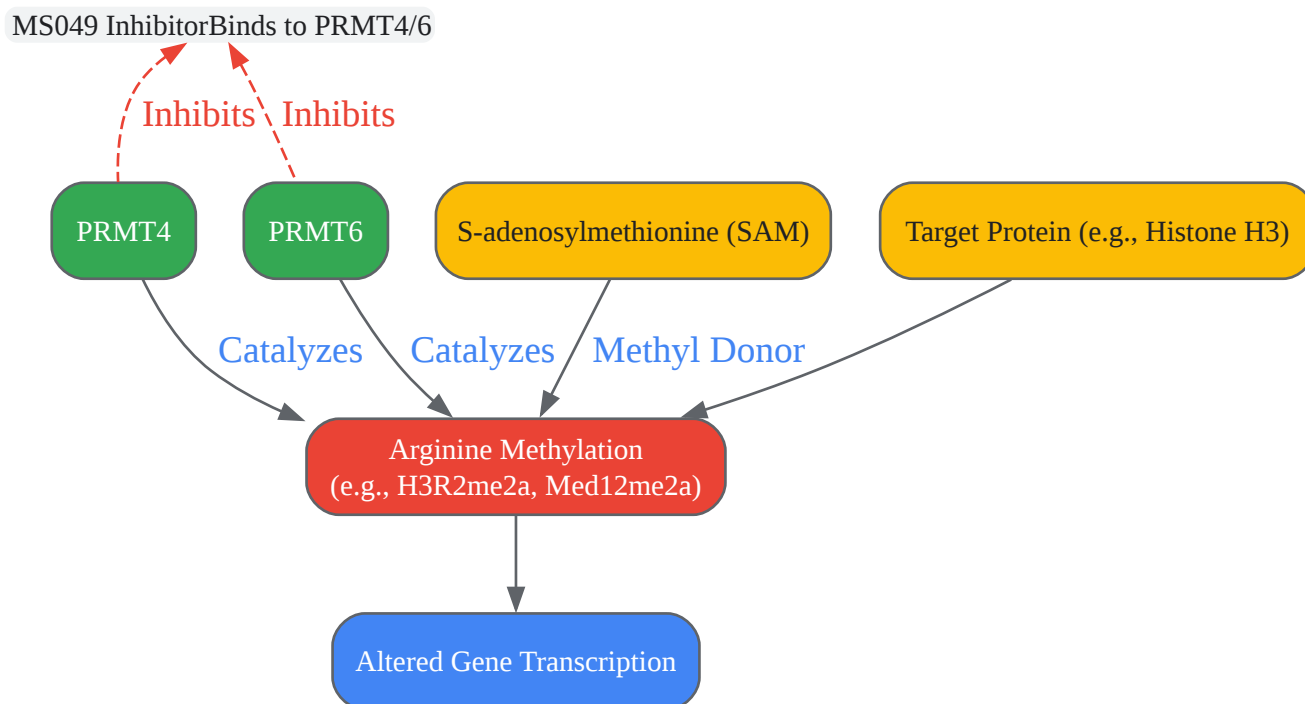 MS049 InhibitorBinds to PRMT4/6
Inhibits
Inhibits
PRMT4
PRMT6
S-adenosylmethionine (SAM)
Target Protein (e.g., Histone H3)
Catalyzes
Catalyzes
Methyl Donor
Arginine Methylation
(e.g., H3R2me2a, Med12me2a)
Altered Gene Transcription